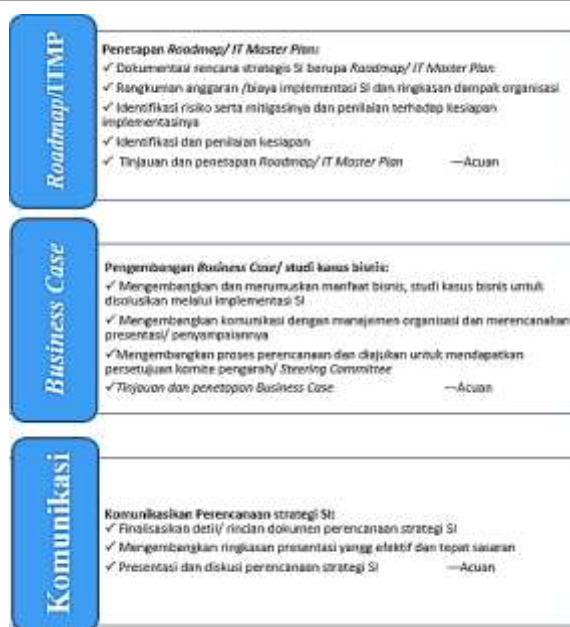 Roadmap/ITMP
Penetapan Roadmap/ IT Master Plan:
✓ Dokumentasi rencana strategis SI berupa Roadmap/ IT Master Plan
✓ Rangkuman anggaran /biaya implementasi SI dan ringkasan dampak organisasi
✓ Identifikasi risiko serta mitigasinya dan penilaian terhadap kesiapan
implementasinya
✓ Identifikasi dan penilaian kesiapan
✓ Tinjauan dan penetapan Roadmap/ IT Master Plan —Acuan
Business Case
Pengembangan Business Case/ studi kasus bisnis:
✓ Mengembangkan dan merumuskan manfaat bisnis, studi kasus bisnis untuk
disolusikan melalui implementasi SI
✓ Mengembangkan komunikasi dengan manajemen organisasi dan merencanakan
presentasi/ penyampaiannya
✓Mengembangkan proses perencanaan dan diajukan untuk mendapatkan
persetujuan komite pengarah/ Steering Committee
✓Tinjauan dan penetapan Business Case —Acuan
Komunikasi
Komunikasikan Perencanaan strategi SI:
✓ Finalisasikan detil/ rincian dokumen perencanaan strategi SI
✓ Mengembangkan ringkasan presentasi yangg efektif dan tepat sasaran
✓ Presentasi dan diskusi perencanaan strategi SI —Acuan